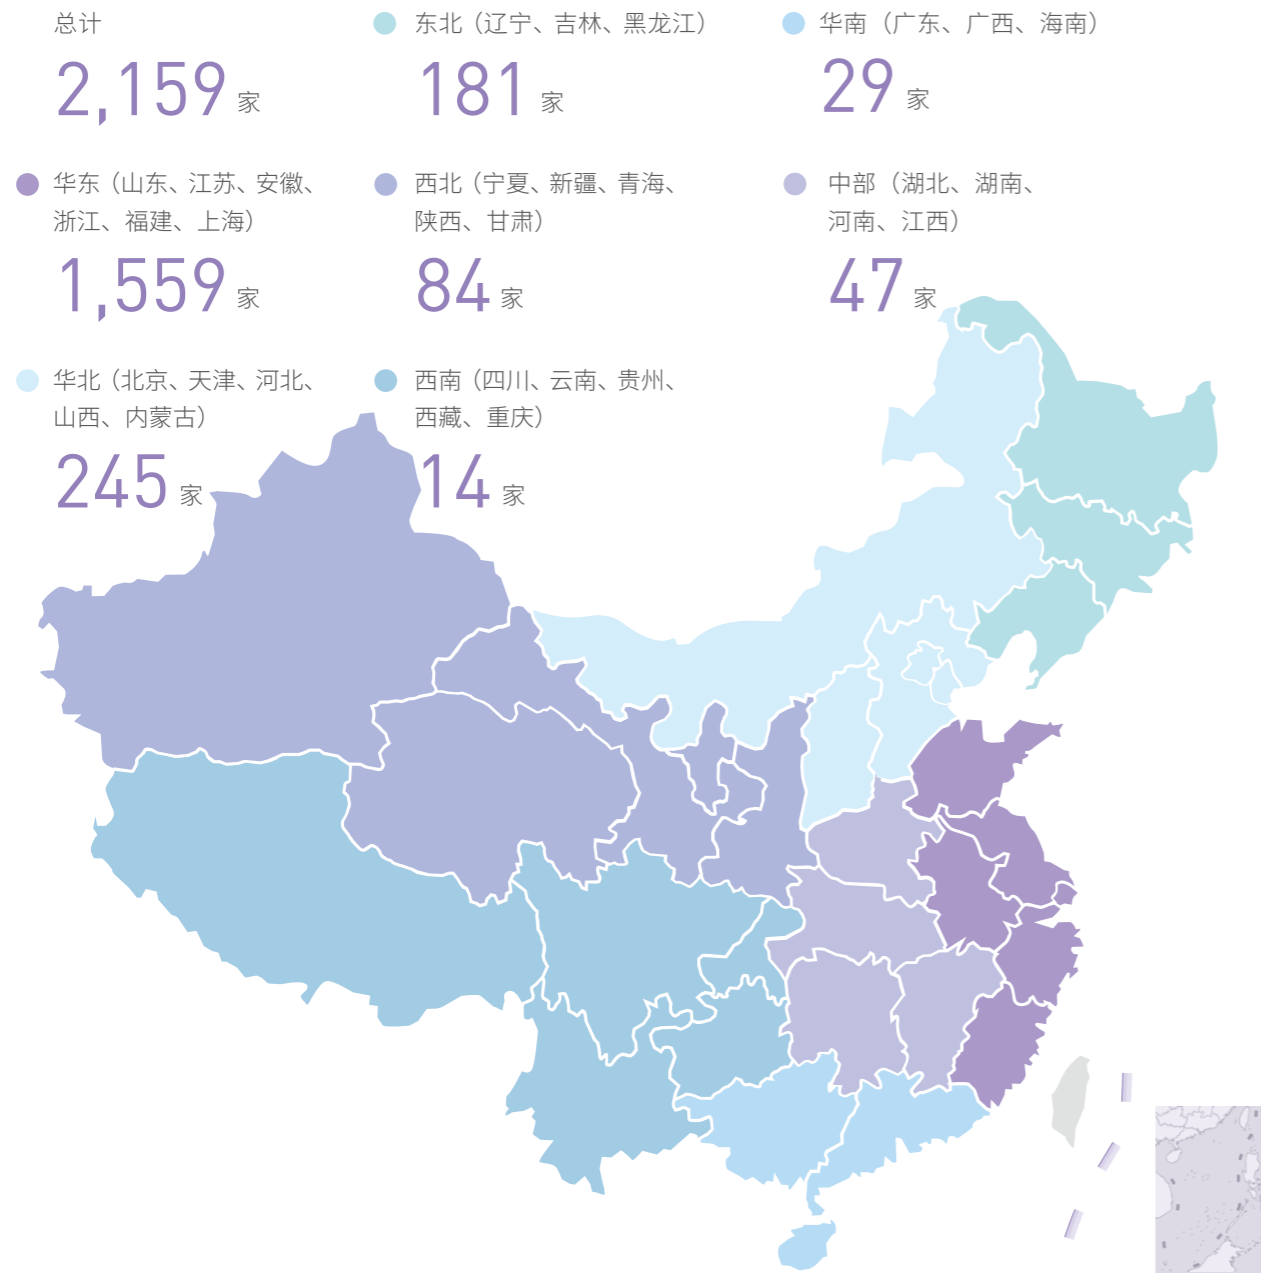 总计
2,159 家
东北（辽宁、吉林、黑龙江）
181 家
华南（广东、广西、海南）
29 家
华东（山东、江苏、安徽、
浙江、福建、上海）
1,559 家
西北（宁夏、新疆、青海、
陕西、甘肃）
84 家
中部（湖北、湖南、
河南、江西）
47 家
华北（北京、天津、河北、
山西、内蒙古）
245 家
西南（四川、云南、贵州、
西藏、重庆）
14 家